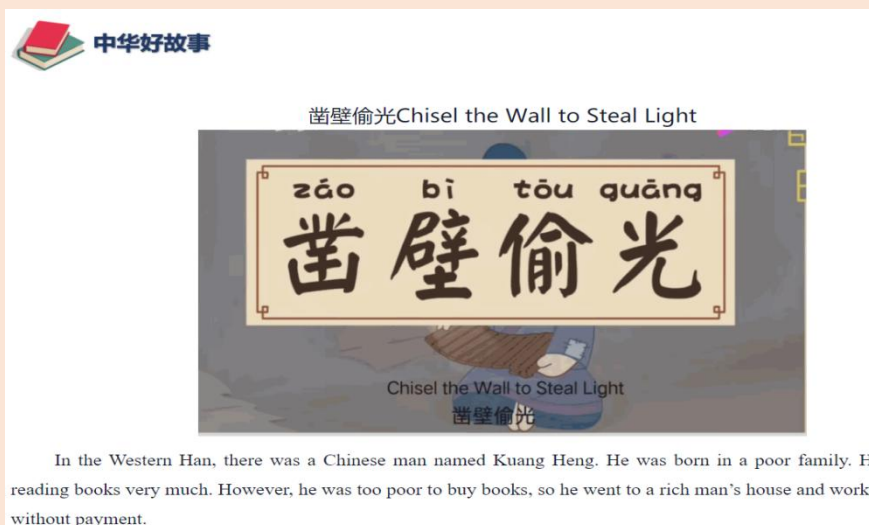 中华好故事
凿壁偷光Chisel the Wall to Steal Light
záo bì tōu guāng
凿壁偷光
Chisel the Wall to Steal Light
凿壁偷光
In the Western Han, there was a Chinese man named Kuang Heng. He was born in a poor family. H
reading books very much. However, he was too poor to buy books, so he went to a rich man’s house and work
without payment.